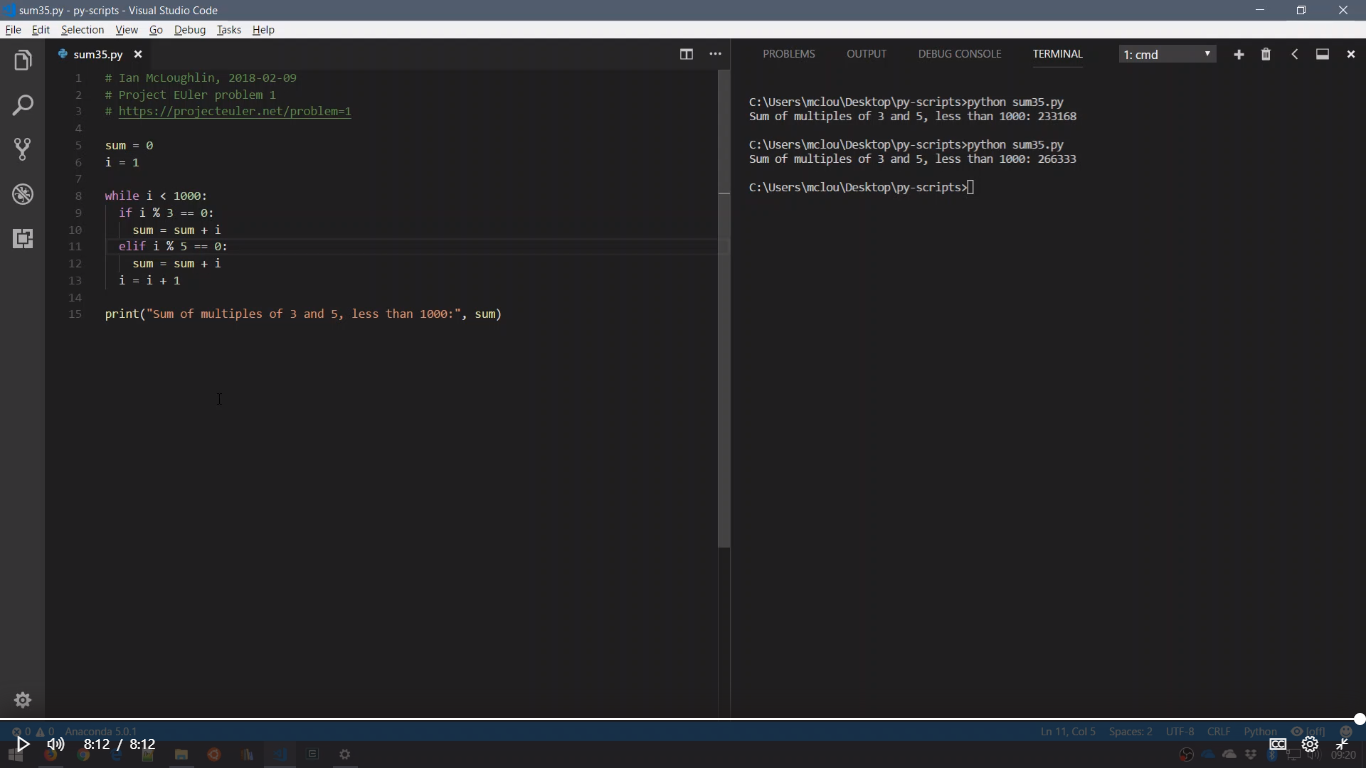 sum35.py - py-scripts - Visual Studio Code
File Edit Selection View Go Debug Tasks Help
sum35.py
1 # Ian McLoughlin, 2018-02-09
2 # Project EUler problem 1
3 # https://projecteuler.net/problem=1
4
5 sum = 0
6 i = 1
7
8 while i < 1000:
9 if i % 3 == 0:
10 sum = sum + i
11 elif i % 5 == 0:
12 sum = sum + i
13 i = i + 1
14
15 print("Sum of multiples of 3 and 5, less than 1000:", sum)
PROBLEMS OUTPUT DEBUG CONSOLE TERMINAL 1: cmd
C:\Users\mclou\Desktop\py-scripts>python sum35.py
Sum of multiples of 3 and 5, less than 1000: 233168
C:\Users\mclou\Desktop\py-scripts>python sum35.py
Sum of multiples of 3 and 5, less than 1000: 266333
C:\Users\mclou\Desktop\py-scripts>
0 0 Anaconda 5.0.1 Ln 11, Col 5 Spaces: 2 UTF-8 CRLF Python [off]
8:12 / 8:12 CC 09:20